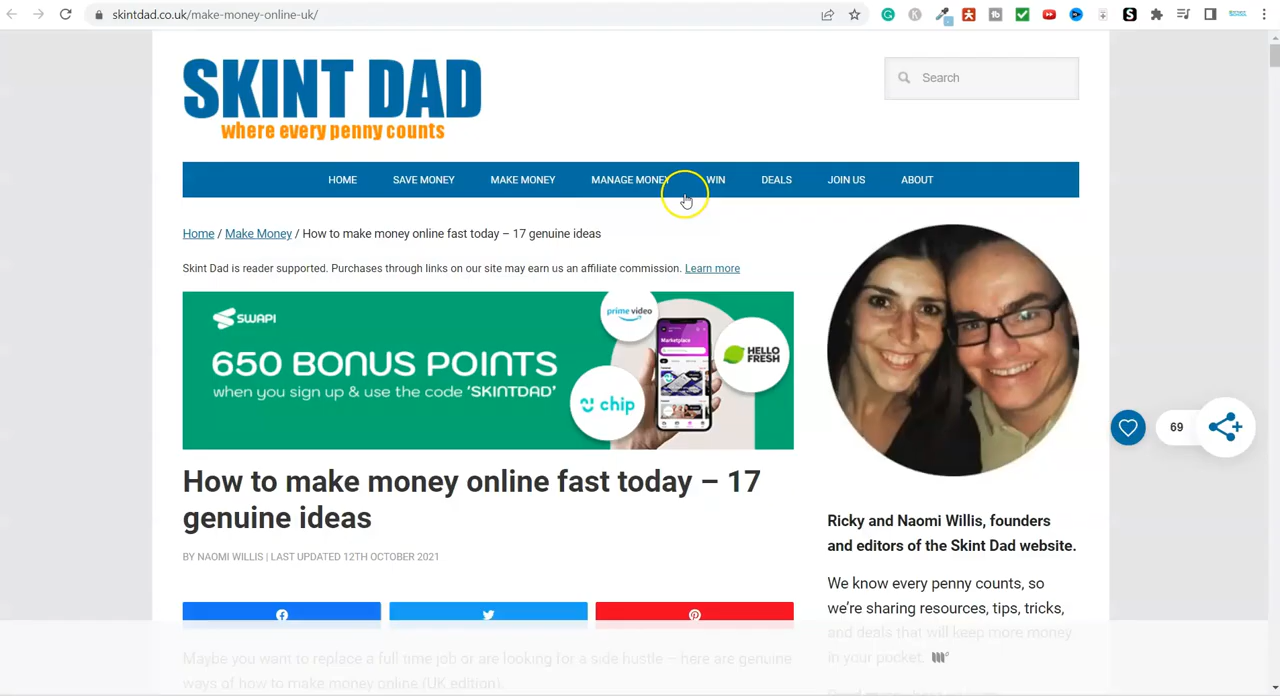 skintdad.co.uk/make-money-online-uk/
SKINT DAD
where every penny counts
Search
HOME SAVE MONEY MAKE MONEY MANAGE MONEY WIN DEALS JOIN US ABOUT
Home / Make Money / How to make money online fast today – 17 genuine ideas
Skint Dad is reader supported. Purchases through links on our site may earn us an affiliate commission. Learn more
SWAPI
650 BONUS POINTS
when you sign up & use the code 'SKINTDAD'
prime video
Marketplace
HELLO
FRESH
chip
69
How to make money online fast today – 17
genuine ideas
BY NAOMI WILLIS | LAST UPDATED 12TH OCTOBER 2021
Ricky and Naomi Willis, founders
and editors of the Skint Dad website.
We know every penny counts, so
we're sharing resources, tips, tricks,
and deals that will keep more money
in your pocket.
Maybe you want to replace a full time job or are looking for a side hustle – here are genuine
ways of how to make money online (UK edition).